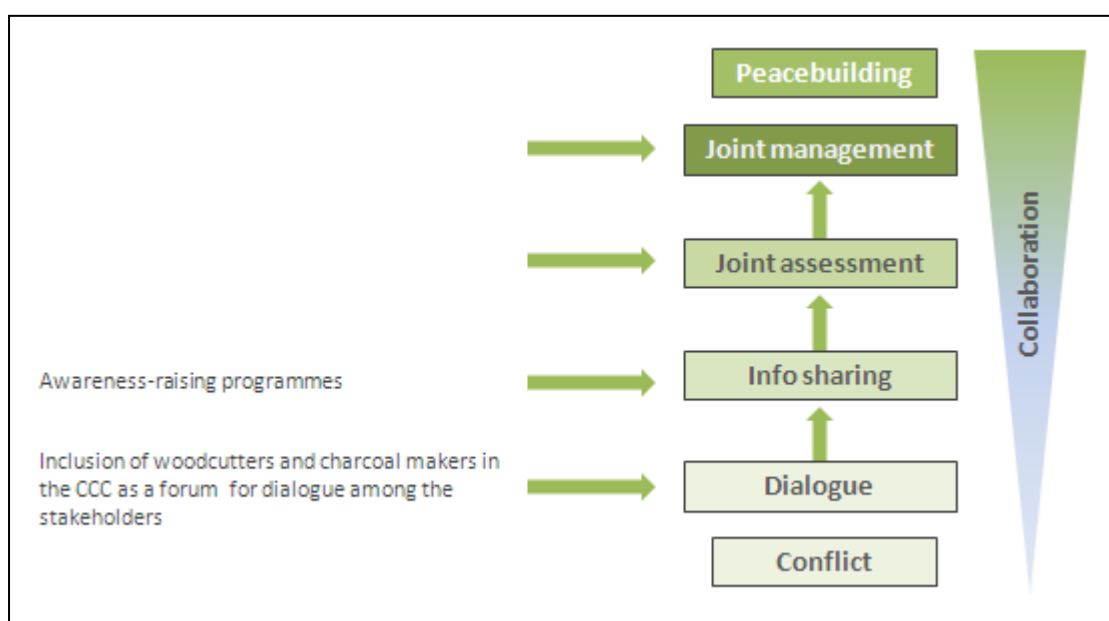 Peacebuilding
Joint management
Joint assessment
Awareness-raising programmes
Info sharing
Inclusion of woodcutters and charcoal makers in
the CCC as a forum for dialogue among the
stakeholders
Dialogue
Conflict
Collaboration